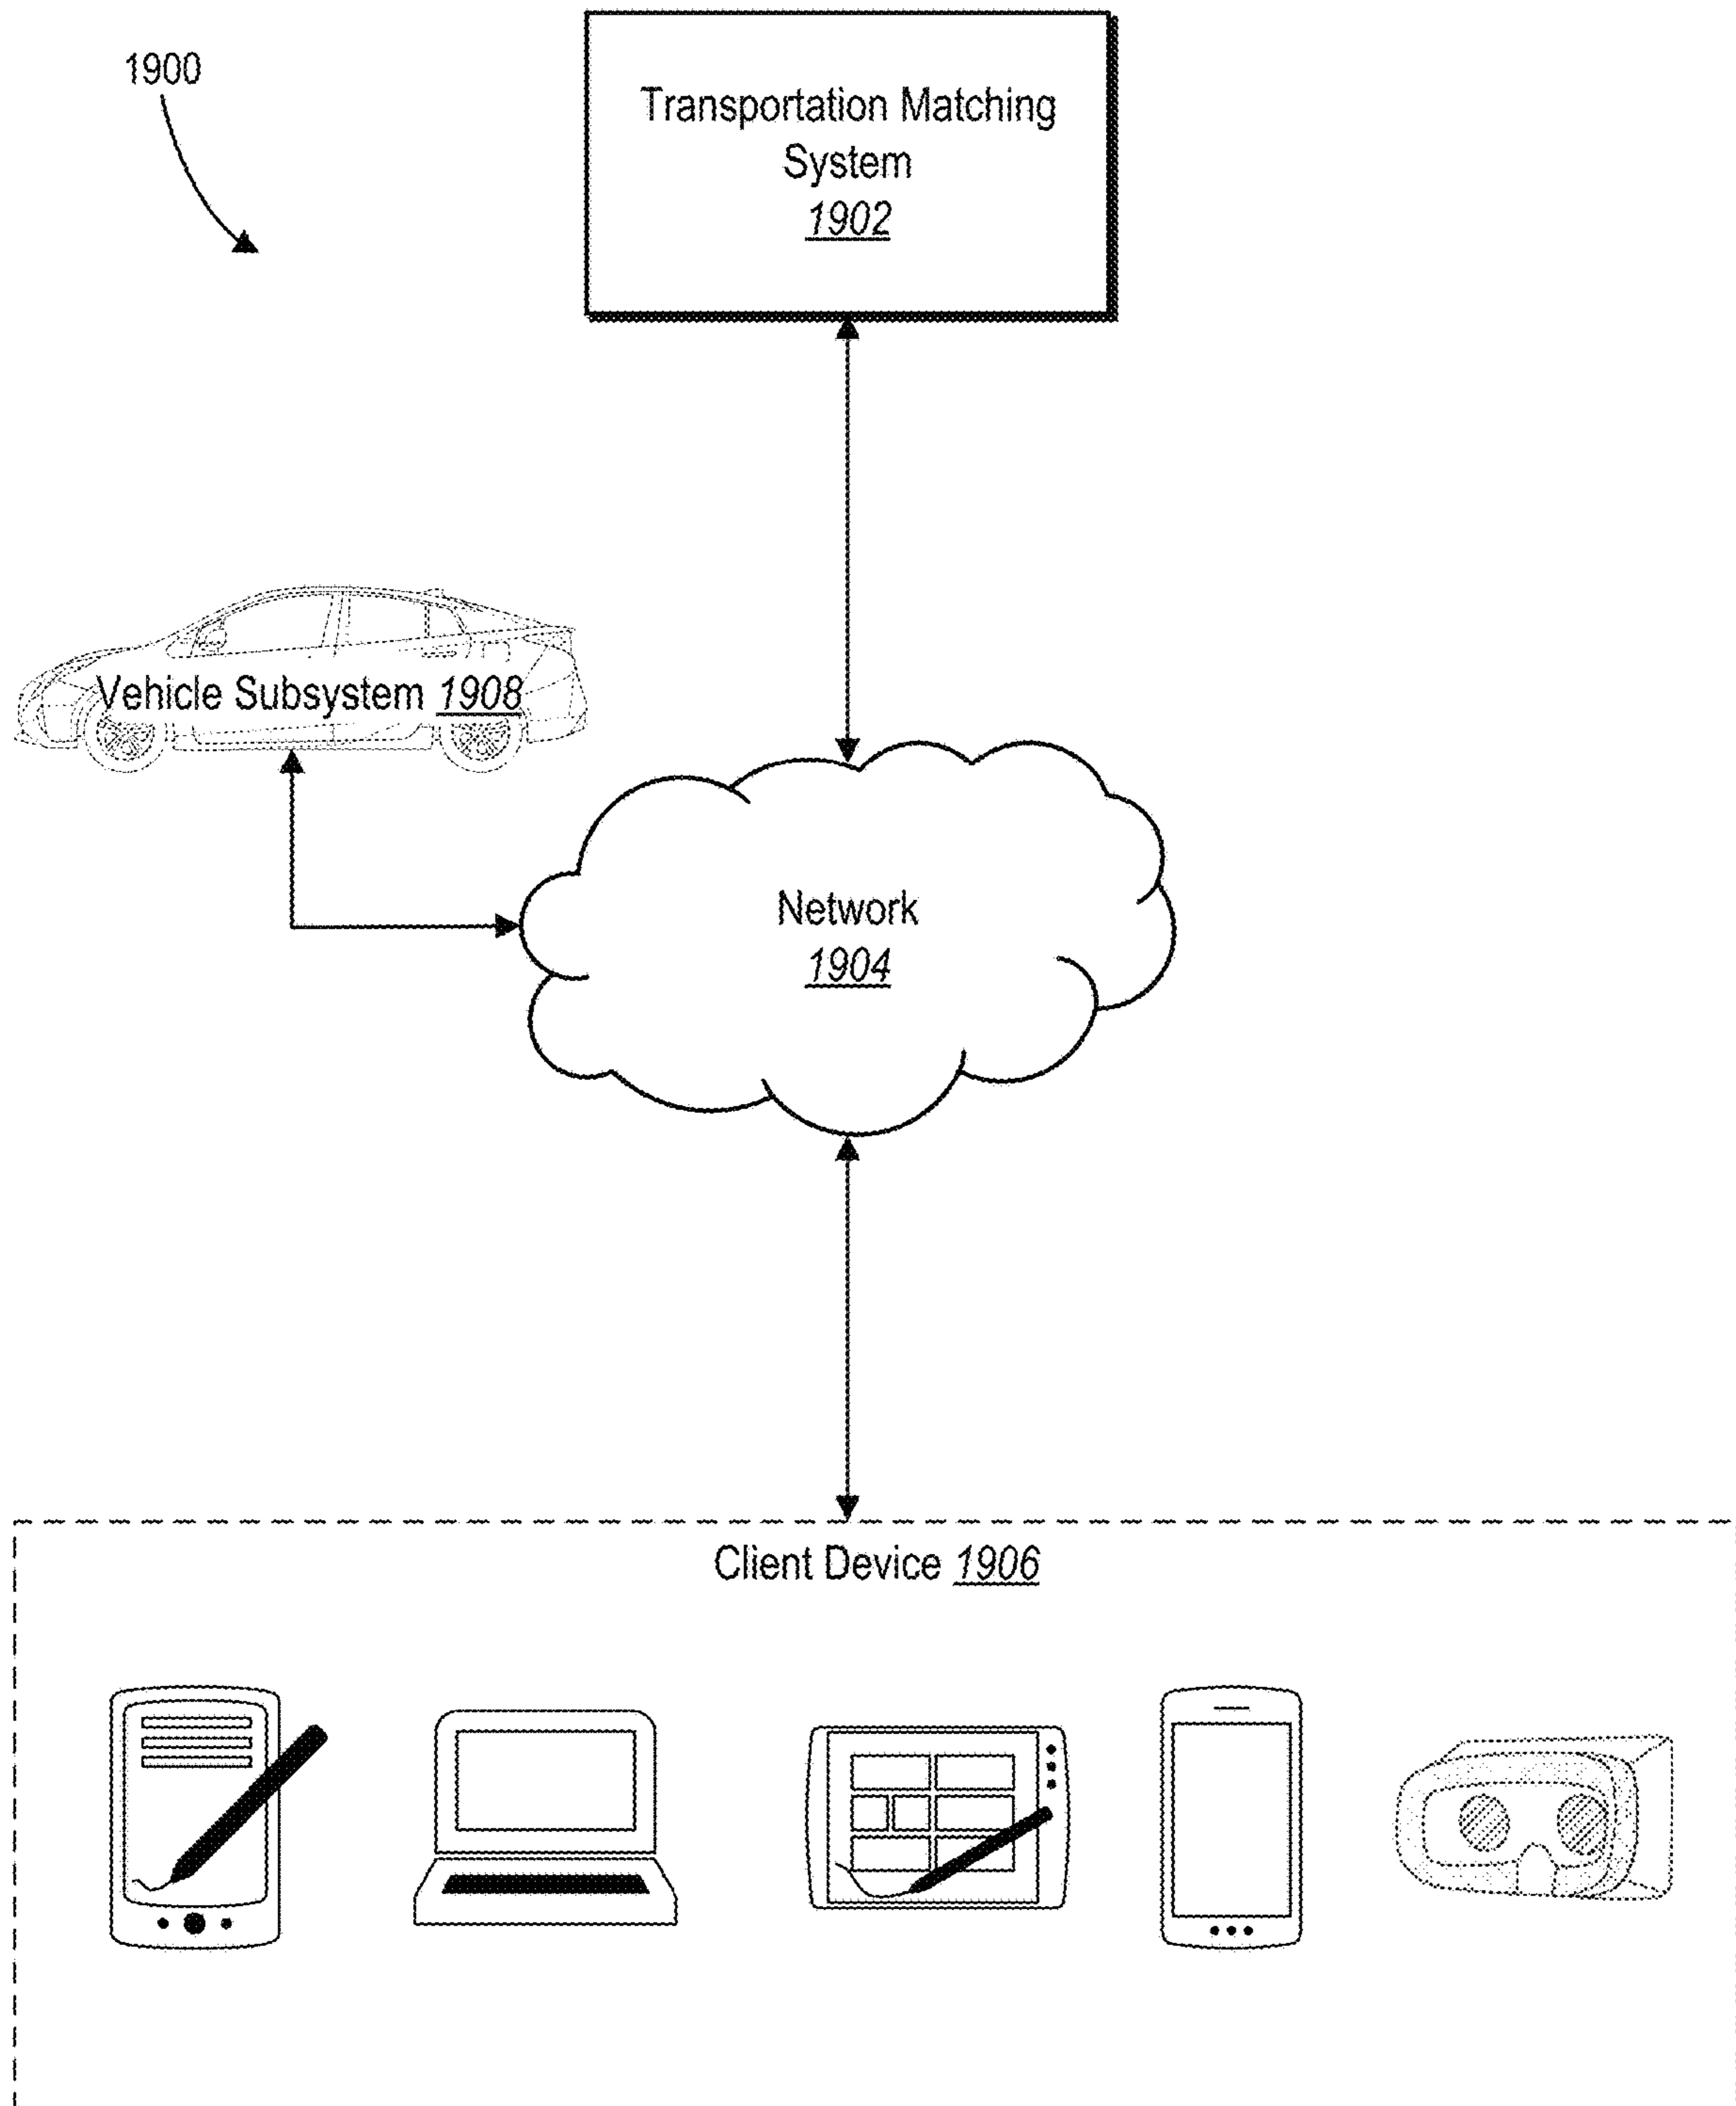 1900
Transportation Matching
System
1902
Vehicle Subsystem 1908
Network
1904
Client Device 1906